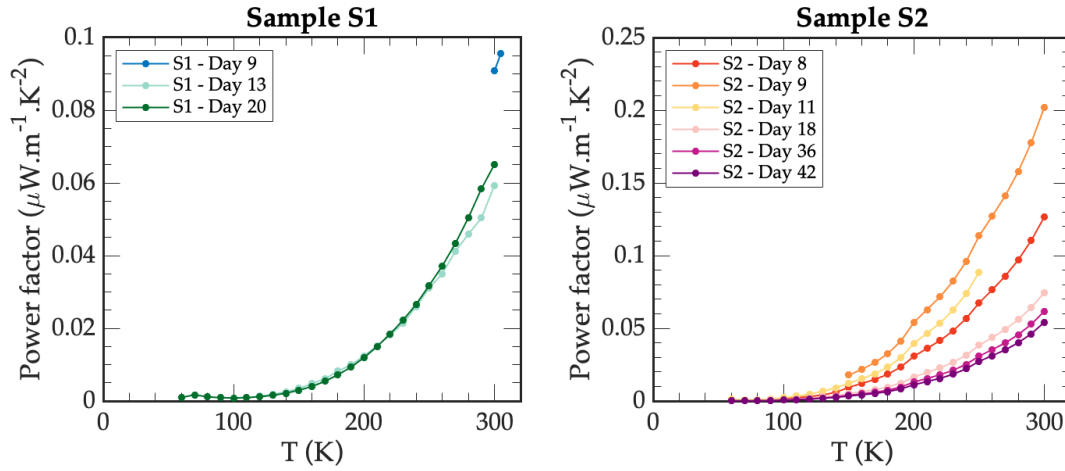 Sample S1
Power factor (μW.m⁻¹.K⁻²)
0.1
0.08
0.06
0.04
0.02
0
S1 - Day 9
S1 - Day 13
S1 - Day 20
0 100 200 300
T (K)
Sample S2
Power factor (μW.m⁻¹.K⁻²)
0.25
0.2
0.15
0.1
0.05
0
S2 - Day 8
S2 - Day 9
S2 - Day 11
S2 - Day 18
S2 - Day 36
S2 - Day 42
0 100 200 300
T (K)